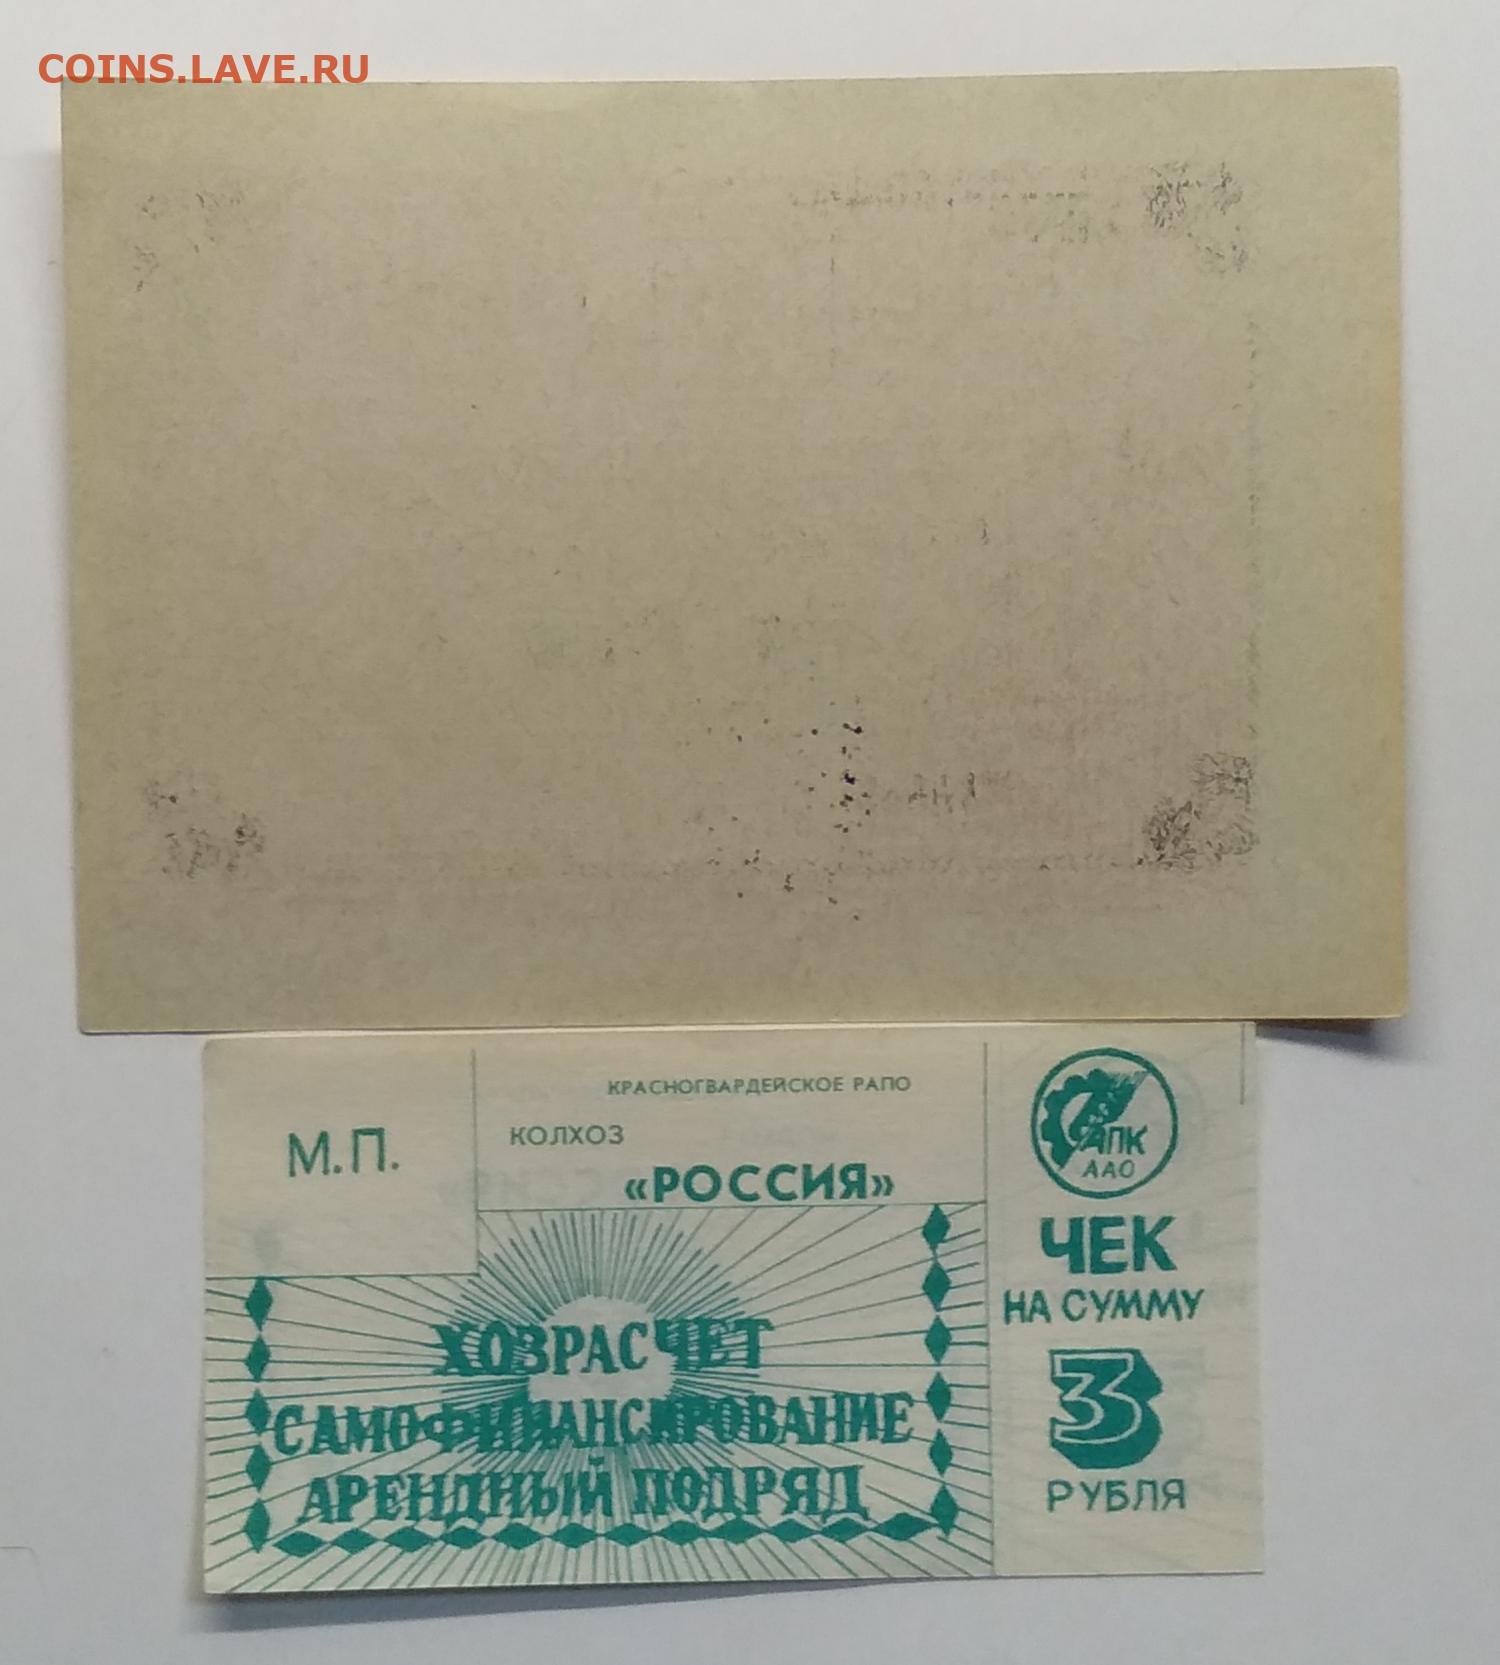 COINS.LAVE.RU
М.П.
КРАСНОГВАРДЕЙСКОЕ РАПО
КОЛХОЗ
«РОССИЯ»
ХОЗРАСЧЕТ
САМОФИНАНСИРОВАНИЕ
АРЕНДНЫЙ ПОДРЯД
АПК
ААО
ЧЕК
НА СУММУ
3
РУБЛЯ